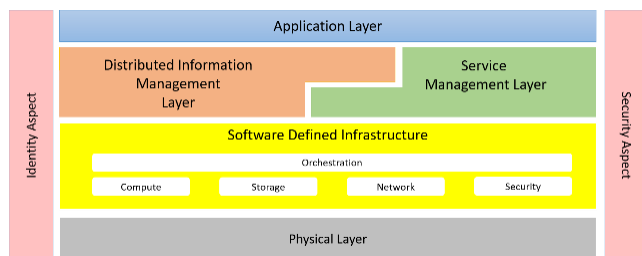 Application Layer
Distributed Information
Management
Layer
Service
Management Layer
Software Defined Infrastructure
Orchestration
Compute
Storage
Network
Security
Physical Layer
Identity Aspect
Security Aspect